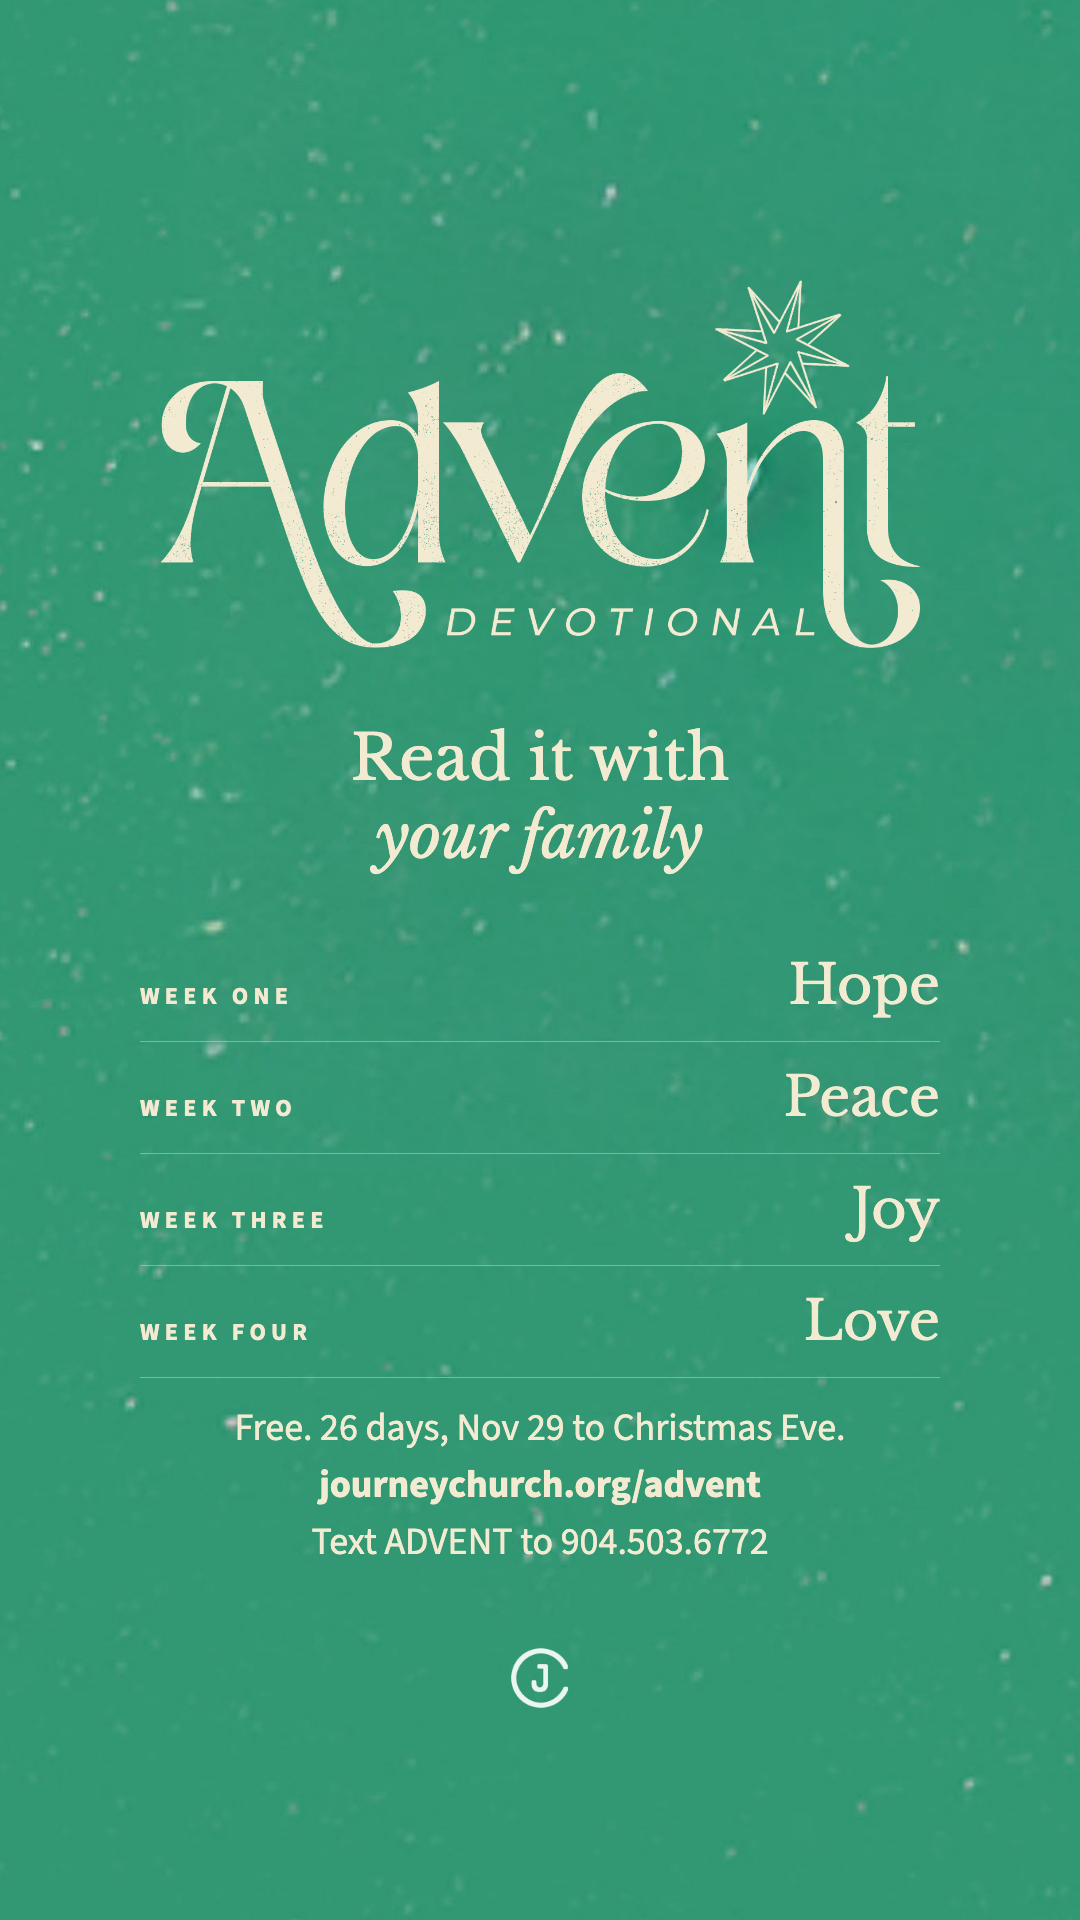 Advent
DEVOTIONAL
Read it with
your family
WEEK ONE Hope
WEEK TWO Peace
WEEK THREE Joy
WEEK FOUR Love
Free. 26 days, Nov 29 to Christmas Eve.
journeychurch.org/advent
Text ADVENT to 904.503.6772
JC